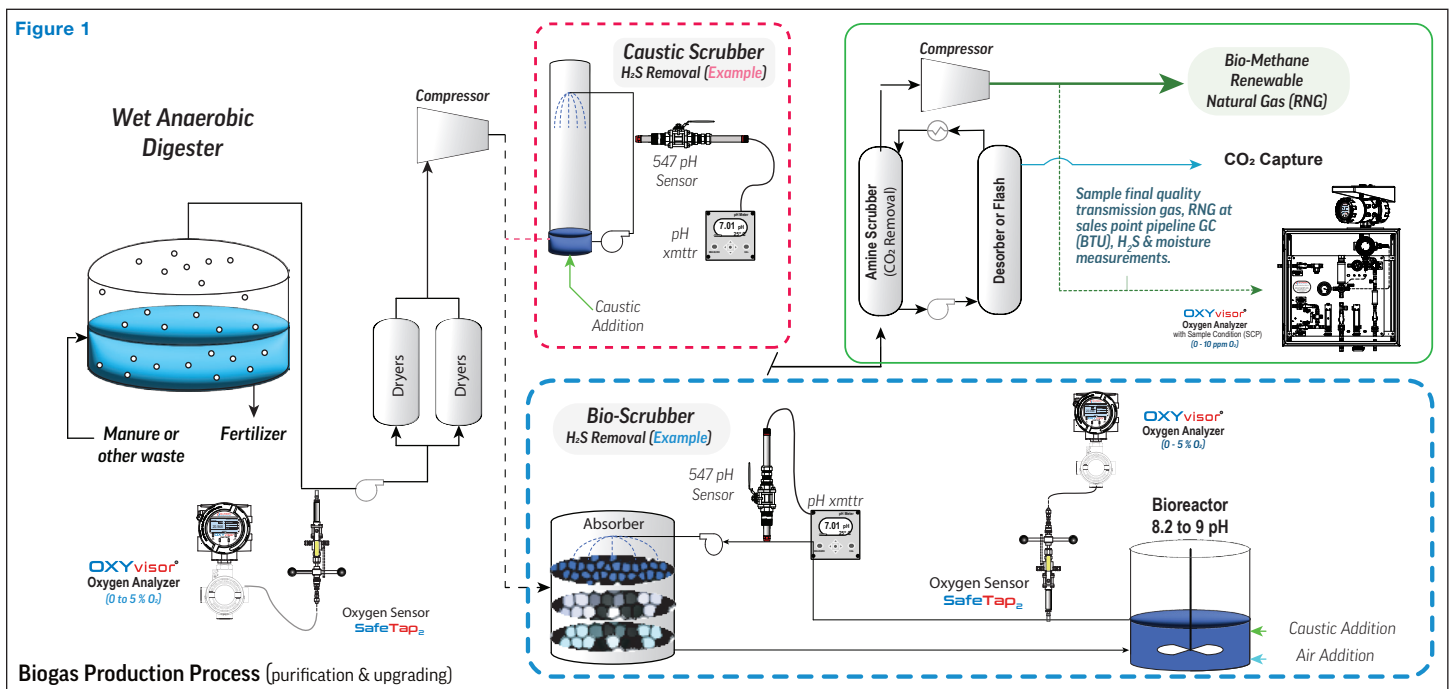 Figure 1
Wet Anaerobic
Digester
Compressor
Caustic Scrubber
H₂S Removal (Example)
547 pH
Sensor
pH Meter
7.01 pH
25°C
pH
xmttr
Caustic
Addition
Compressor
Bio-Methane
Renewable
Natural Gas (RNG)
Amine Scrubber
(CO₂ Removal)
Desorber or Flash
CO₂ Capture
Sample final quality
transmission gas, RNG at
sales point pipeline GC
(BTU), H₂S & moisture
measurements.
OXYvisor
Oxygen Analyzer
with Sample Condition (SCP)
(0 - 10 ppm O₂)
Dryers
Dryers
Manure or
other waste
Fertilizer
OXYvisor
Oxygen Analyzer
(0 to 5 % O₂)
Oxygen Sensor
SafeTap₂
Bio-Scrubber
H₂S Removal (Example)
547 pH
Sensor
pH xmttr
pH Meter
7.01 pH
Absorber
OXYvisor
Oxygen Analyzer
(0 - 5 % O₂)
Oxygen Sensor
SafeTap₂
Bioreactor
8.2 to 9 pH
Caustic Addition
Air Addition
Biogas Production Process (purification & upgrading)